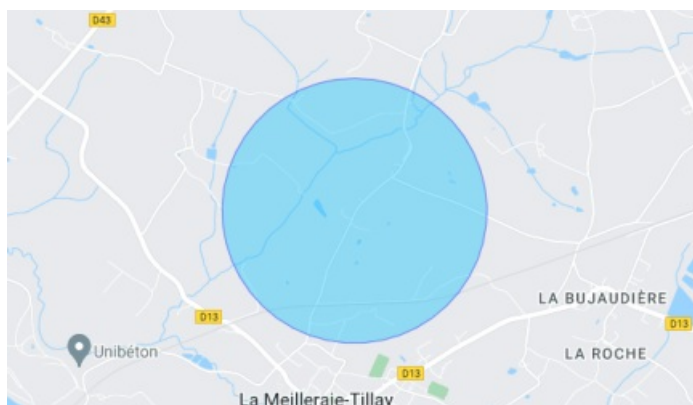 D43
D13
LA BUJAUDIÈRE
D13
Unibéton
LA ROCHE
D13
La Meilleraie-Tillay